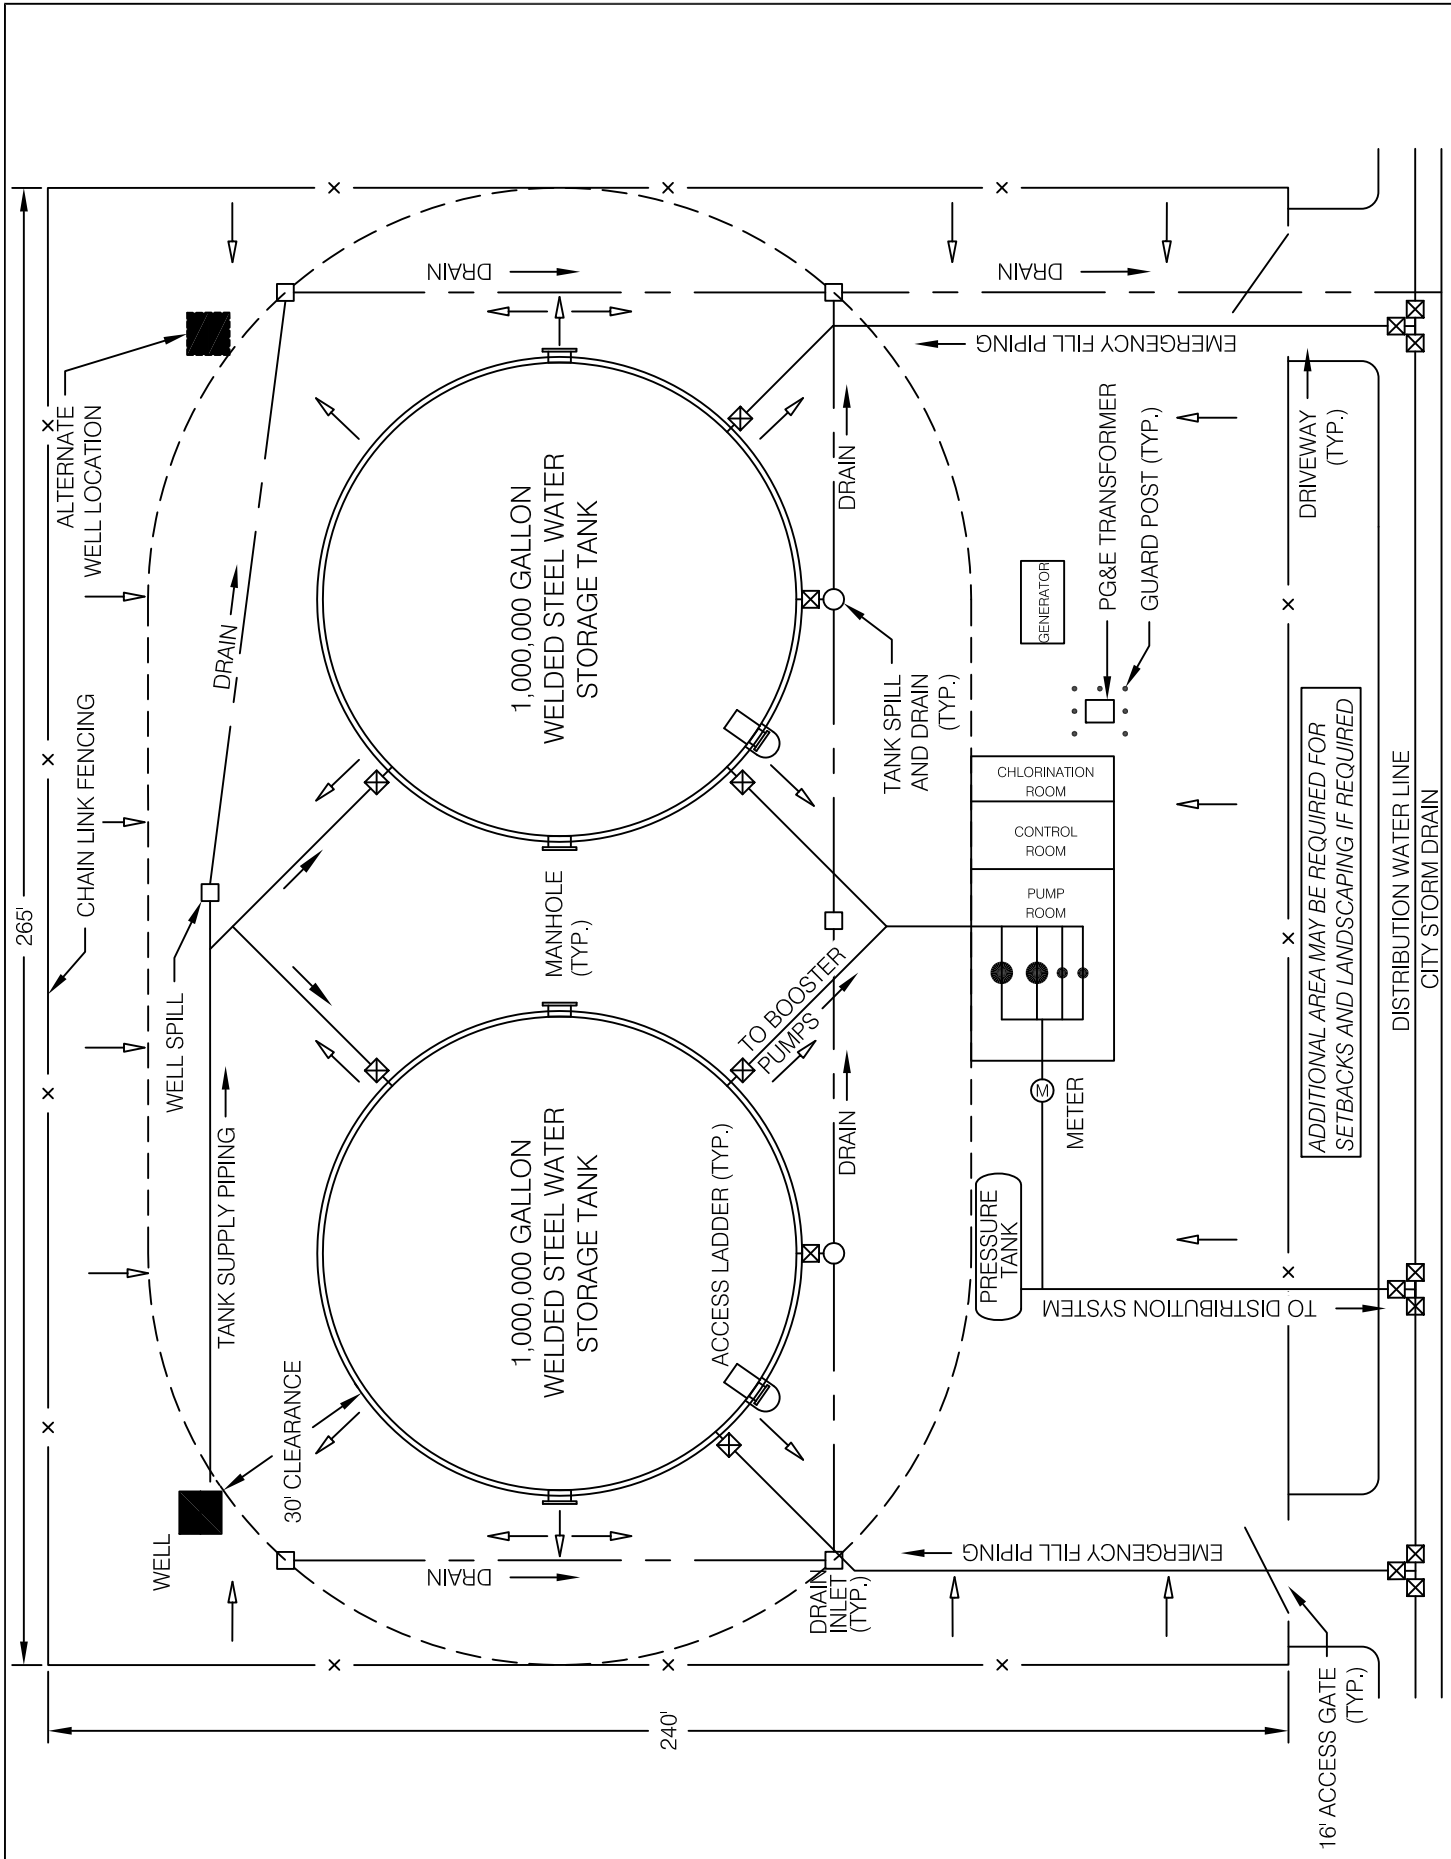 265'
CHAIN LINK FENCING
ALTERNATE
WELL LOCATION
WELL
WELL SPILL
TANK SUPPLY PIPING
DRAIN
30' CLEARANCE
DRAIN
DRAIN
1,000,000 GALLON
WELDED STEEL WATER
STORAGE TANK
MANHOLE
(TYP.)
1,000,000 GALLON
WELDED STEEL WATER
STORAGE TANK
ACCESS LADDER (TYP.)
TO BOOSTER
PUMPS
DRAIN
INLET
(TYP.)
DRAIN
DRAIN
TANK SPILL
AND DRAIN
(TYP.)
DRAIN
240'
EMERGENCY FILL PIPING
PRESSURE
TANK
TO DISTRIBUTION SYSTEM
M
METER
PUMP
ROOM
CONTROL
ROOM
CHLORINATION
ROOM
GENERATOR
PG&E TRANSFORMER
GUARD POST (TYP.)
EMERGENCY FILL PIPING
16' ACCESS GATE
(TYP.)
ADDITIONAL AREA MAY BE REQUIRED FOR
SETBACKS AND LANDSCAPING IF REQUIRED
DRIVEWAY
(TYP.)
DISTRIBUTION WATER LINE
CITY STORM DRAIN